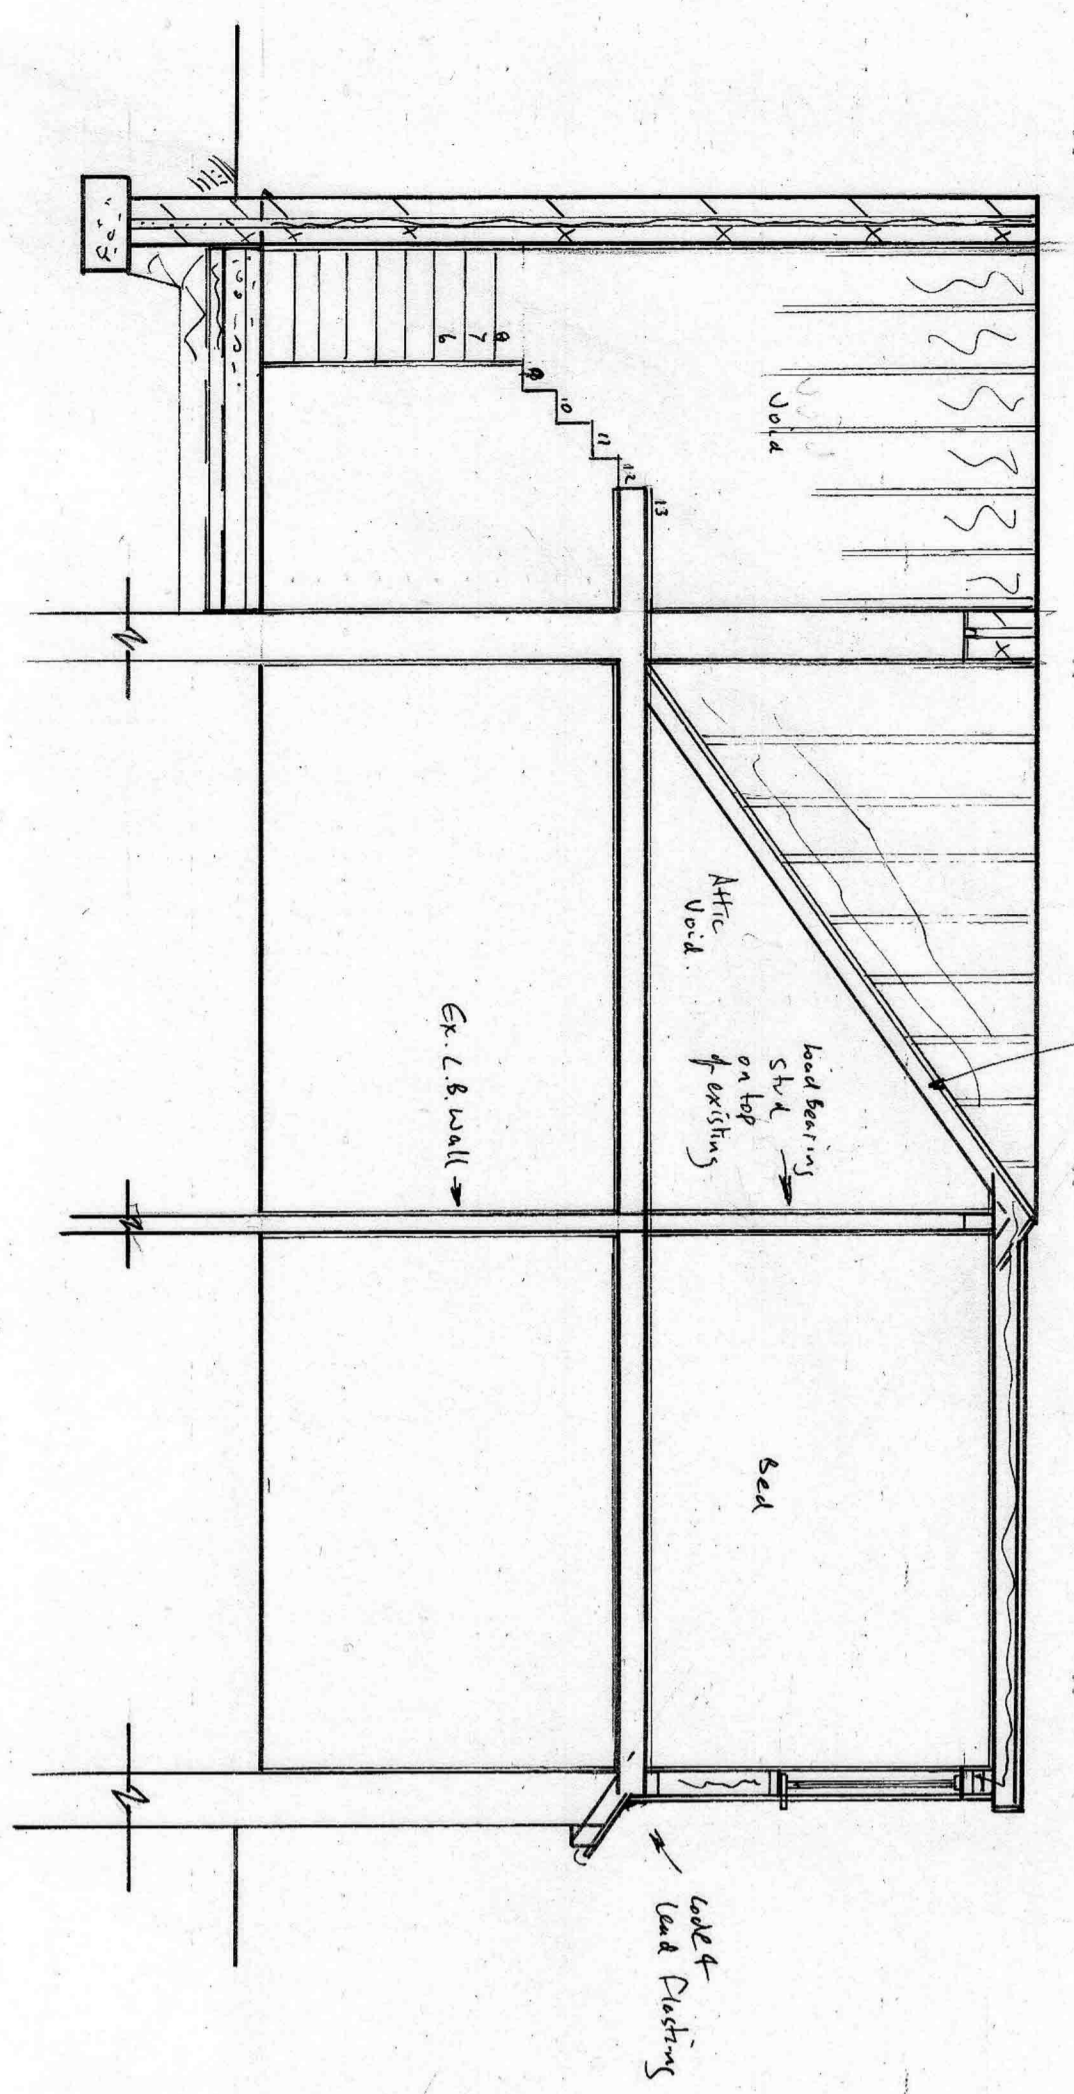 6
7
8
9
10
11
12
13
Void
Attic
Void.
Load Bearing
stud
on top
of existing
Ex. L.B. Wall
Bed
Code 4
Lead Flashing